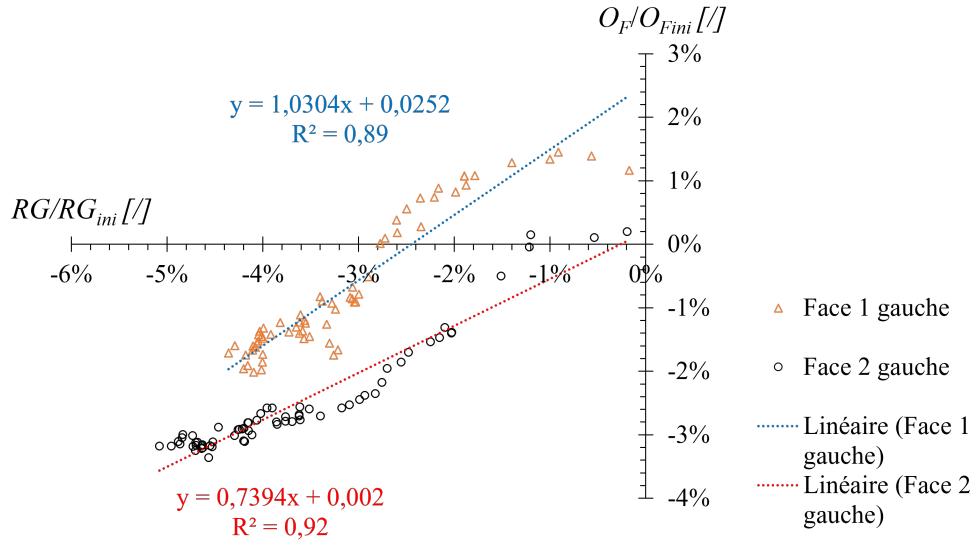 O_F/O_Fini [/]
3%
y = 1,0304x + 0,0252
R² = 0,89
2%
1%
RG/RG_ini [/]
0%
-6% -5% -4% -3% -2% -1% 0%
-1%
-2%
-3%
-4%
y = 0,7394x + 0,002
R² = 0,92
Face 1 gauche
Face 2 gauche
Linéaire (Face 1
gauche)
Linéaire (Face 2
gauche)